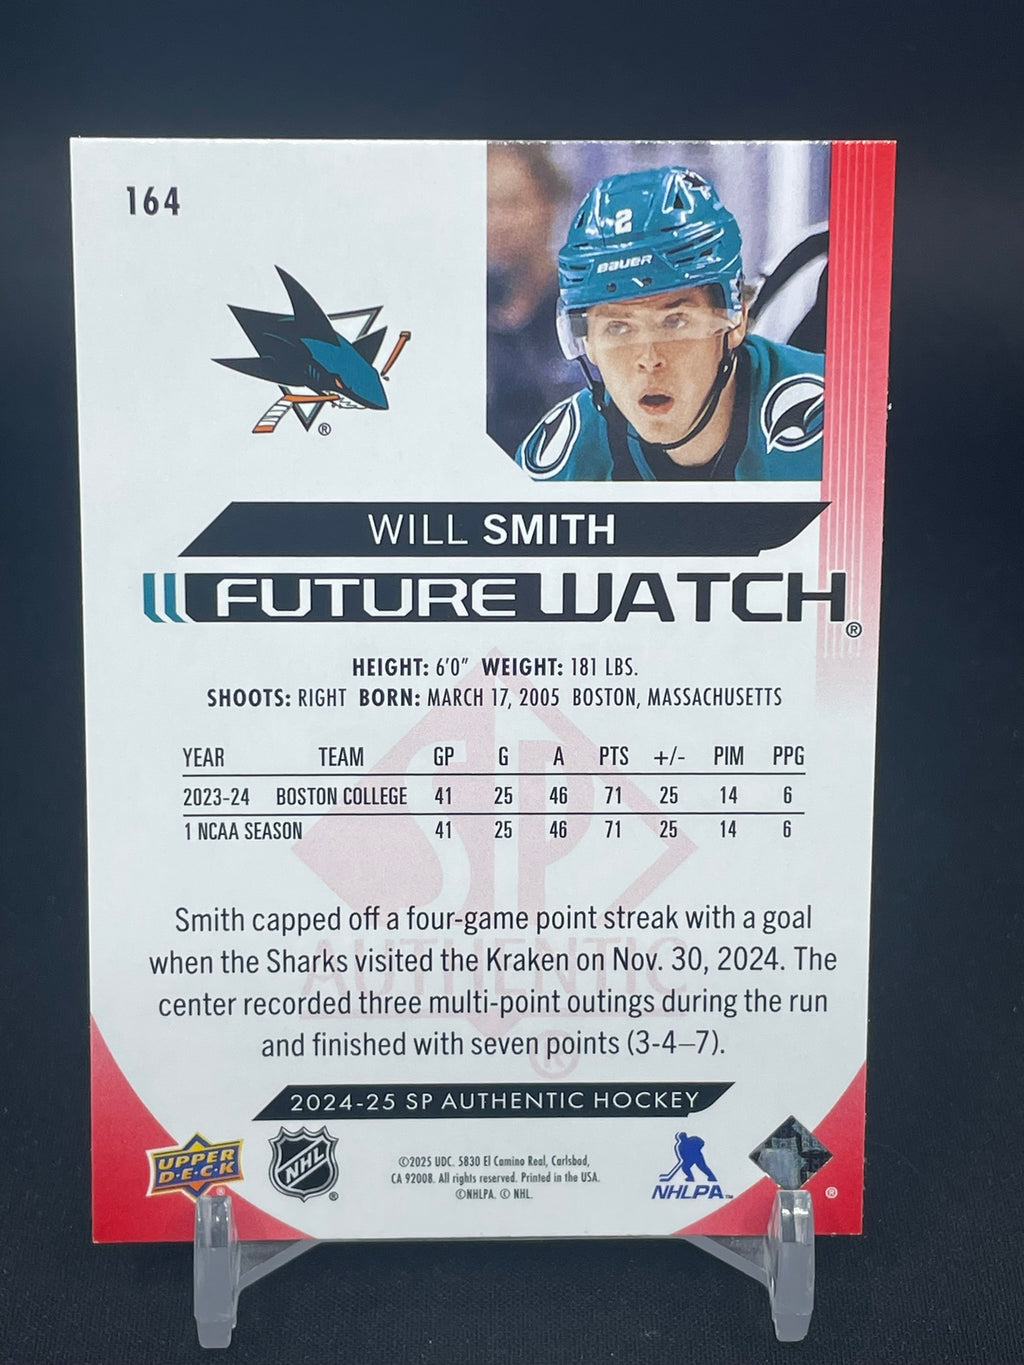 164
2
BAUER
®
WILL SMITH
FUTURE WATCH®
HEIGHT: 6'0" WEIGHT: 181 LBS.
SHOOTS: RIGHT BORN: MARCH 17, 2005 BOSTON, MASSACHUSETTS
YEAR TEAM GP G A PTS +/- PIM PPG
2023-24 BOSTON COLLEGE 41 25 46 71 25 14 6
1 NCAA SEASON 41 25 46 71 25 14 6
SP
AUTHENTIC
®
Smith capped off a four-game point streak with a goal
when the Sharks visited the Kraken on Nov. 30, 2024. The
center recorded three multi-point outings during the run
and finished with seven points (3-4–7).
2024-25 SP AUTHENTIC HOCKEY
UPPER
D•E•C•K
®
NHL
®
©2025 UDC. 5830 El Camino Real, Carlsbad,
CA 92008. All rights reserved. Printed in the USA.
©NHLPA. © NHL.
NHLPA™
®